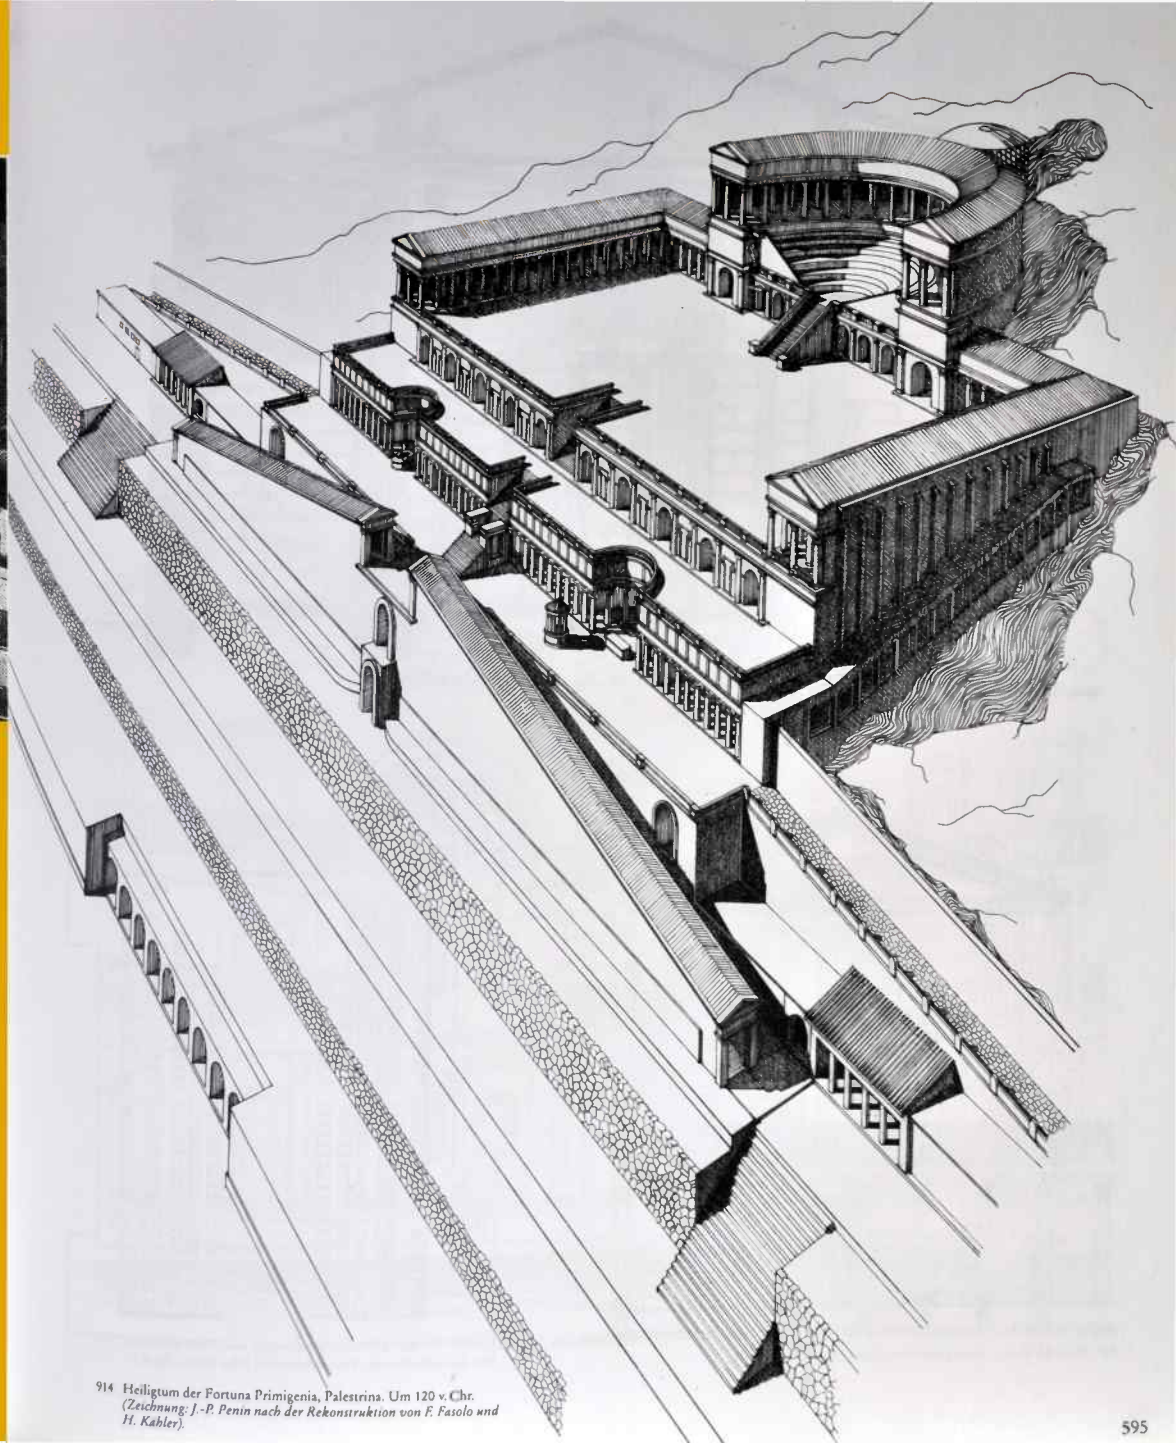 914 Heiligtum der Fortuna Primigenia, Palestrina. Um 120 v. Chr.
(Zeichnung: J.-P. Penin nach der Rekonstruktion von F. Fasolo und
H. Kähler).
595